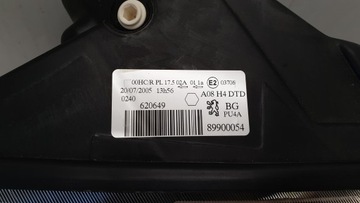 00HC/R PL 17.5 02A 01 1a E2 03706
20/07/2005 13h56 A08 H4 DTD
0240
620649 BG
PU4A
89900054